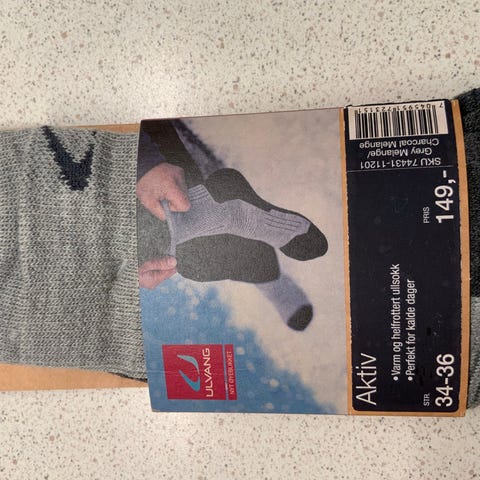 ULVANG
NYT ØYEBLIKKET
Aktiv
• Varm og helfrottert ullsokk
• Perfekt for kalde dager
STR.
34-36
PRIS
149,-
SKU 74431-11201
Grey Melange/
Charcoal Melange